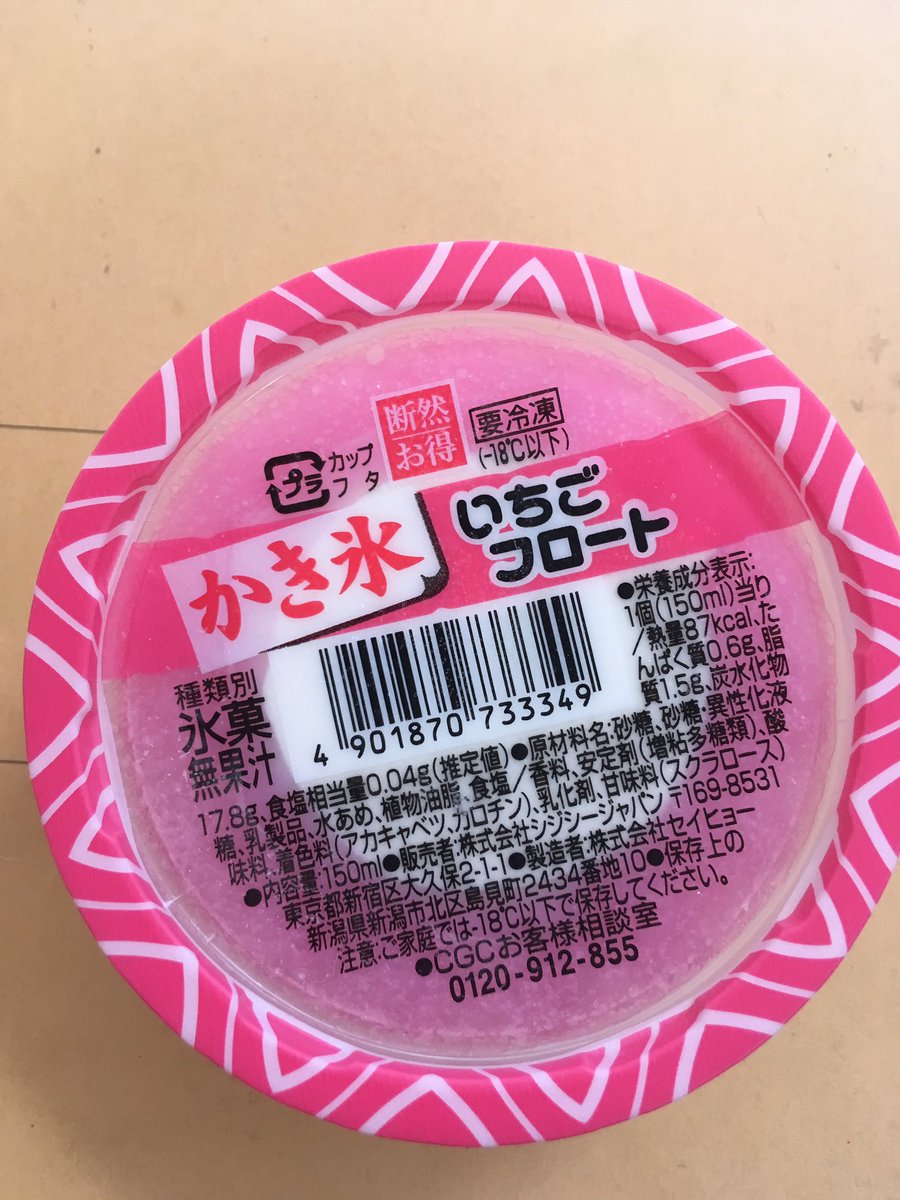 断然
お得
要冷凍
(-18℃以下)
プラ
カップ
フタ
かき氷
いちご
フロート
種類別
氷菓
無果汁
4 901870 733349
●栄養成分表示:
1個(150ml)当り
/熱量87kcal、た
んぱく質0.6g、脂
質1.5g、炭水化物
17.8g、食塩相当量0.04g(推定値)●原材料名:砂糖、砂糖・異性化液
糖、乳製品、水あめ、植物油脂、食塩/香料、安定剤(増粘多糖類)、酸
味料、着色料(アカキャベツ、カロチン)、乳化剤、甘味料(スクラロース)
●内容量:150ml●販売者:株式会社シジシージャパン 〒169-8531
東京都新宿区大久保2-1-1●製造者:株式会社セイヒョー
新潟県新潟市北区島見町2434番地10●保存上の
注意:ご家庭では-18℃以下で保存してください。
●CGCお客様相談室
0120-912-855